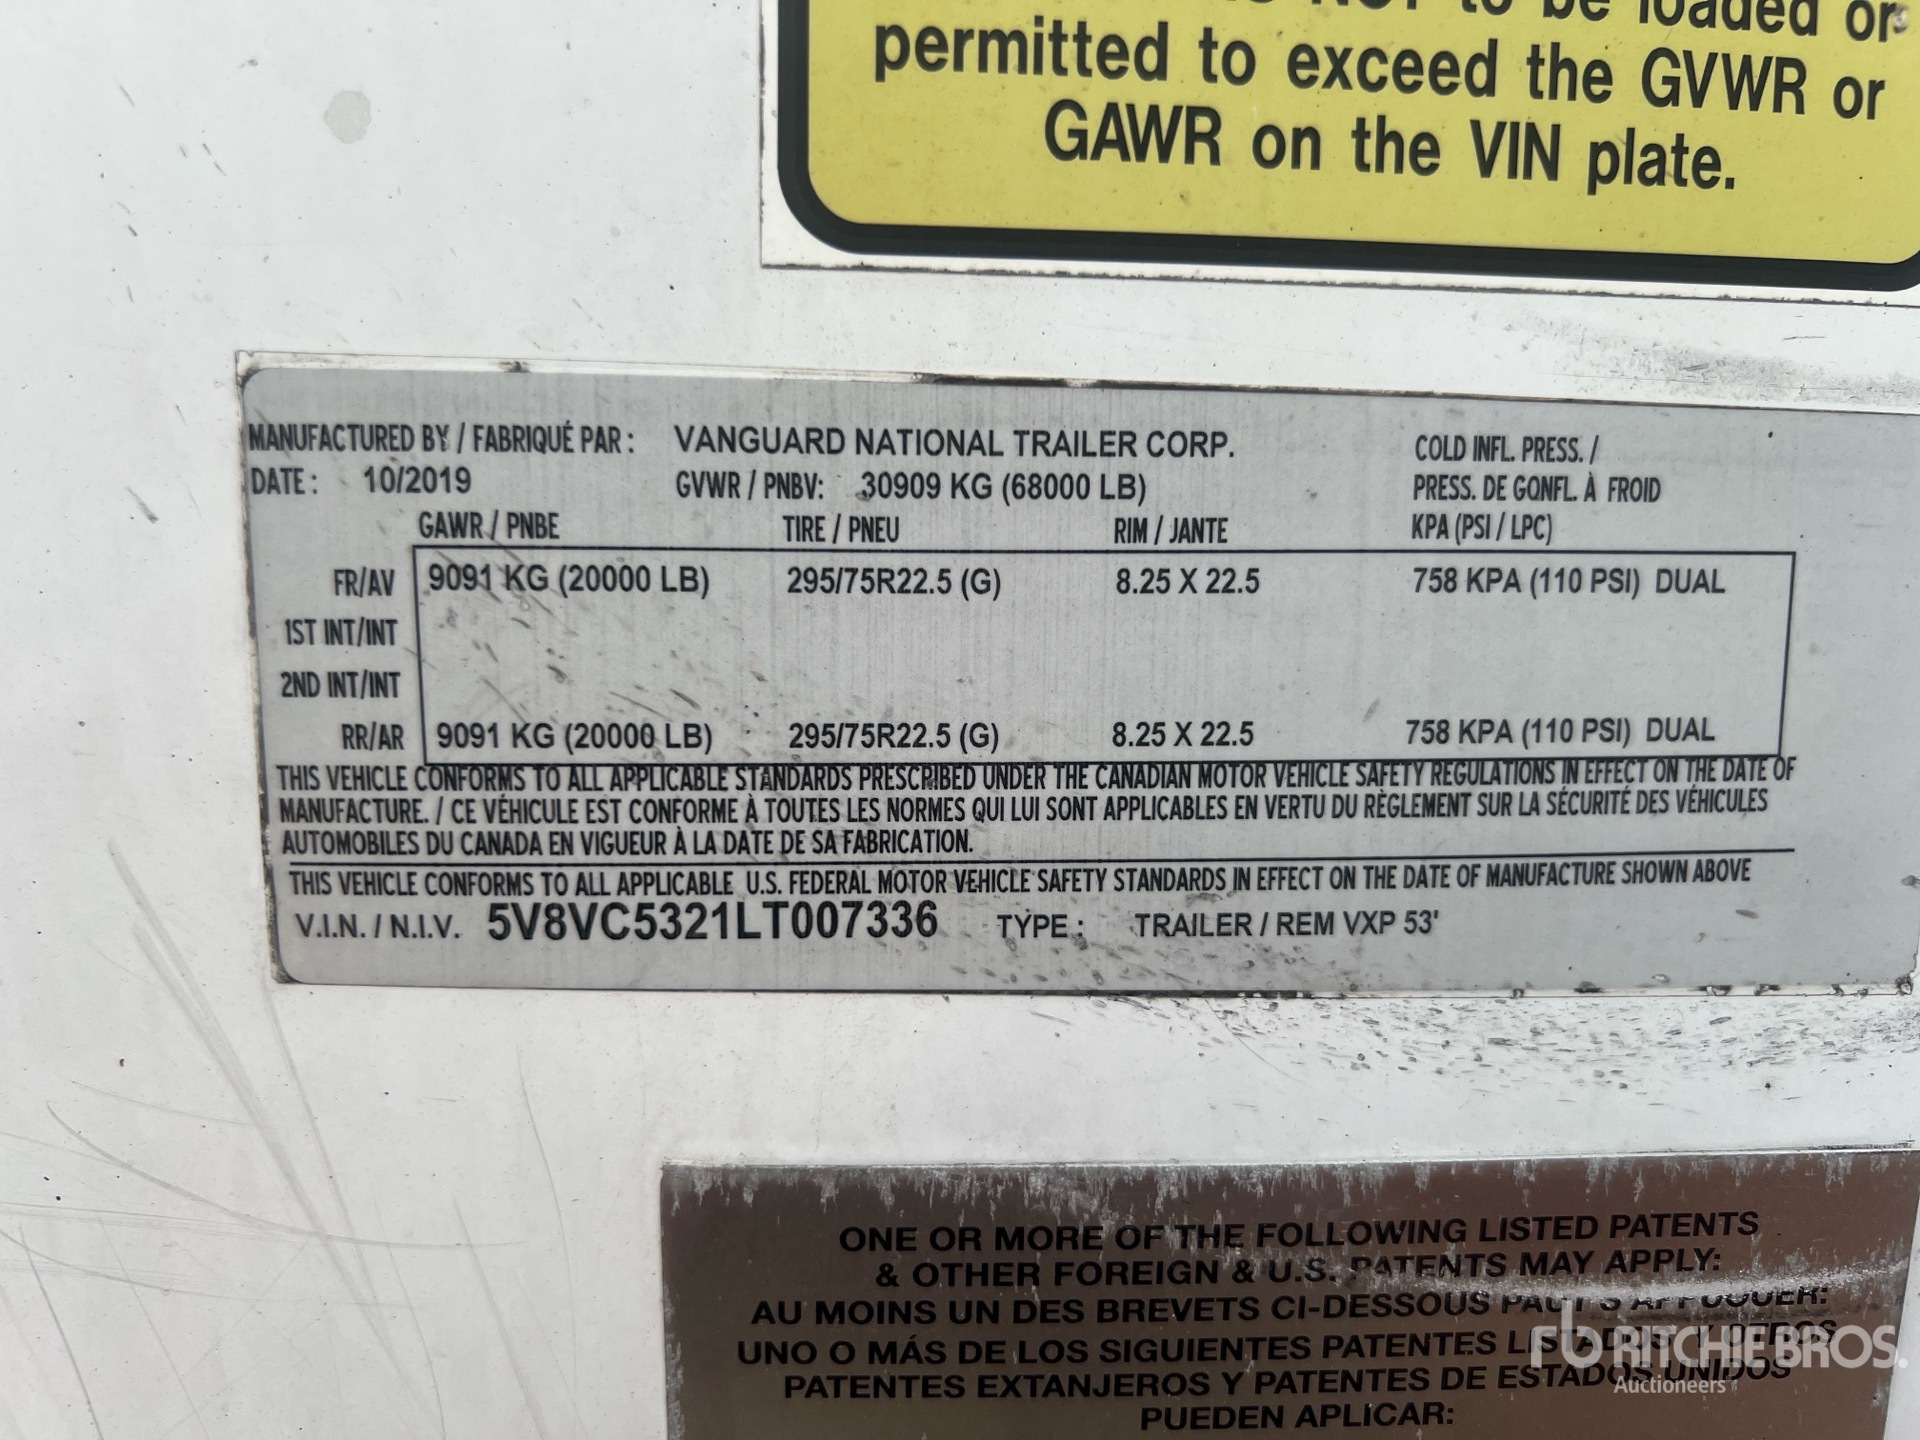 NOT to be loaded or
permitted to exceed the GVWR or
GAWR on the VIN plate.
MANUFACTURED BY / FABRIQUÉ PAR : VANGUARD NATIONAL TRAILER CORP. COLD INFL. PRESS. /
DATE : 10/2019 GVWR / PNBV: 30909 KG (68000 LB) PRESS. DE GONFL. À FROID
GAWR / PNBE TIRE / PNEU RIM / JANTE KPA (PSI / LPC)
FR/AV 9091 KG (20000 LB) 295/75R22.5 (G) 8.25 X 22.5 758 KPA (110 PSI) DUAL
1ST INT/INT
2ND INT/INT
RR/AR 9091 KG (20000 LB) 295/75R22.5 (G) 8.25 X 22.5 758 KPA (110 PSI) DUAL
THIS VEHICLE CONFORMS TO ALL APPLICABLE STANDARDS PRESCRIBED UNDER THE CANADIAN MOTOR VEHICLE SAFETY REGULATIONS IN EFFECT ON THE DATE OF
MANUFACTURE. / CE VÉHICULE EST CONFORME À TOUTES LES NORMES QUI LUI SONT APPLICABLES EN VERTU DU RÈGLEMENT SUR LA SÉCURITÉ DES VÉHICULES
AUTOMOBILES DU CANADA EN VIGUEUR À LA DATE DE SA FABRICATION.
THIS VEHICLE CONFORMS TO ALL APPLICABLE U.S. FEDERAL MOTOR VEHICLE SAFETY STANDARDS IN EFFECT ON THE DATE OF MANUFACTURE SHOWN ABOVE
V.I.N. / N.I.V. 5V8VC5321LT007336 TYPE : TRAILER / REM VXP 53'
ONE OR MORE OF THE FOLLOWING LISTED PATENTS
& OTHER FOREIGN & U.S. PATENTS MAY APPLY:
AU MOINS UN DES BREVETS CI-DESSOUS
UNO O MÁS DE LOS SIGUIENTES PATENTES LISTADOS Y OTROS
PATENTES EXTANJEROS Y PATENTES DE ESTADOS UNIDOS
PUEDEN APLICAR:
rb RITCHIE BROS.
Auctioneers